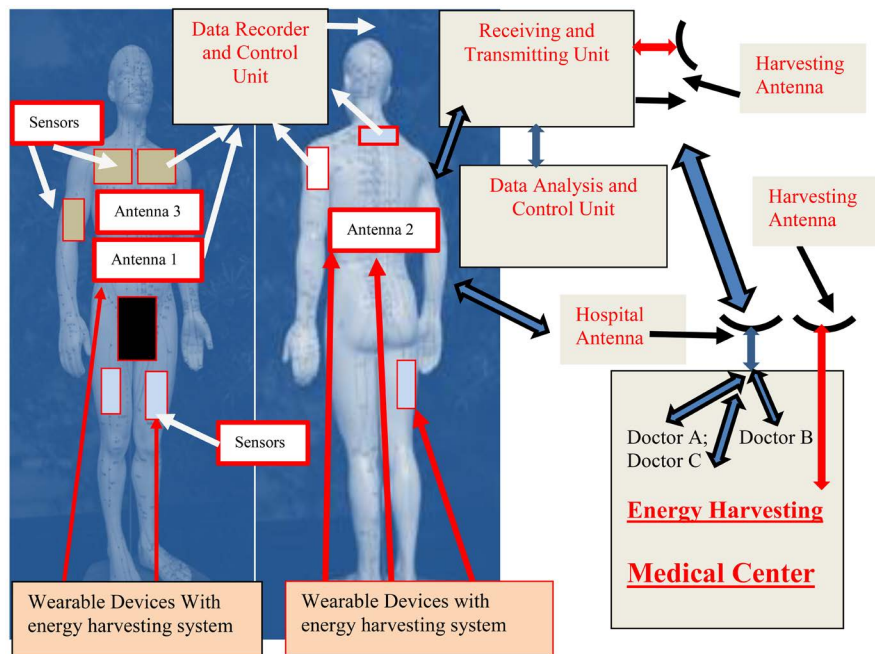 Data Recorder
and Control
Unit
Receiving and
Transmitting Unit
Harvesting
Antenna
Sensors
Data Analysis and
Control Unit
Harvesting
Antenna
Antenna 3
Antenna 2
Antenna 1
Hospital
Antenna
Sensors
Doctor A;
Doctor C
Doctor B
Energy Harvesting
Medical Center
Wearable Devices With
energy harvesting system
Wearable Devices with
energy harvesting system